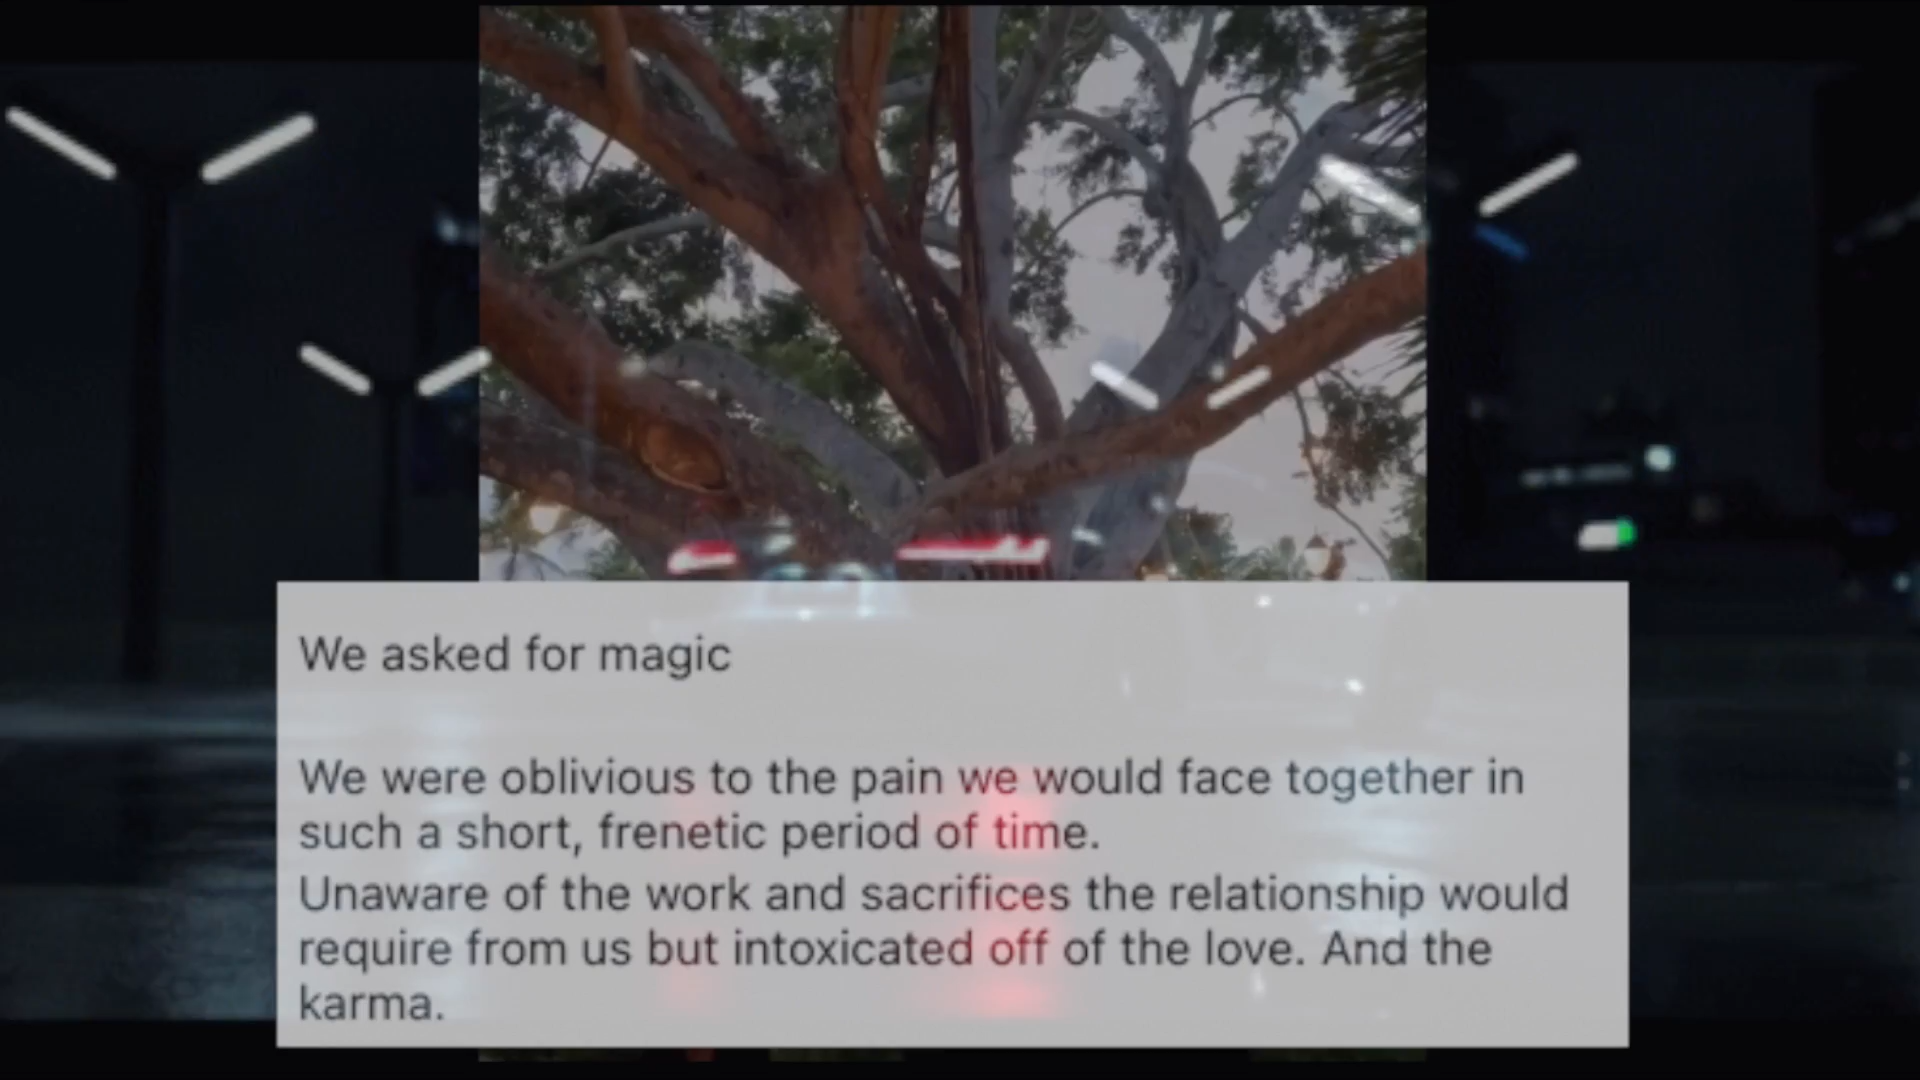 We asked for magic
We were oblivious to the pain we would face together in
such a short, frenetic period of time.
Unaware of the work and sacrifices the relationship would
require from us but intoxicated off of the love. And the
karma.